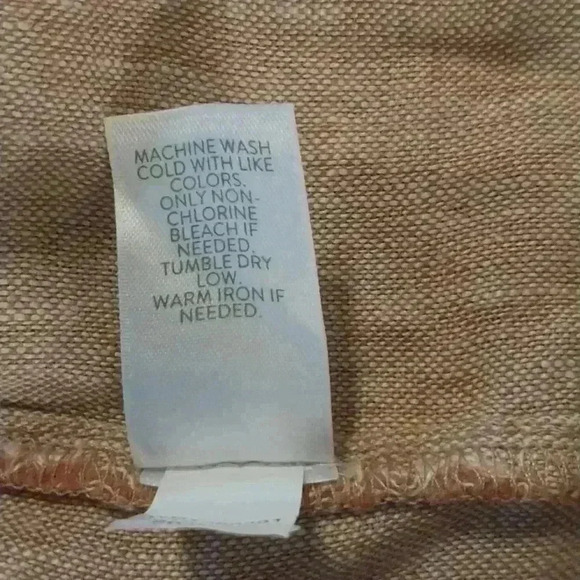 MACHINE WASH
COLD WITH LIKE
COLORS.
ONLY NON-
CHLORINE
BLEACH IF
NEEDED.
TUMBLE DRY
LOW.
WARM IRON IF
NEEDED.